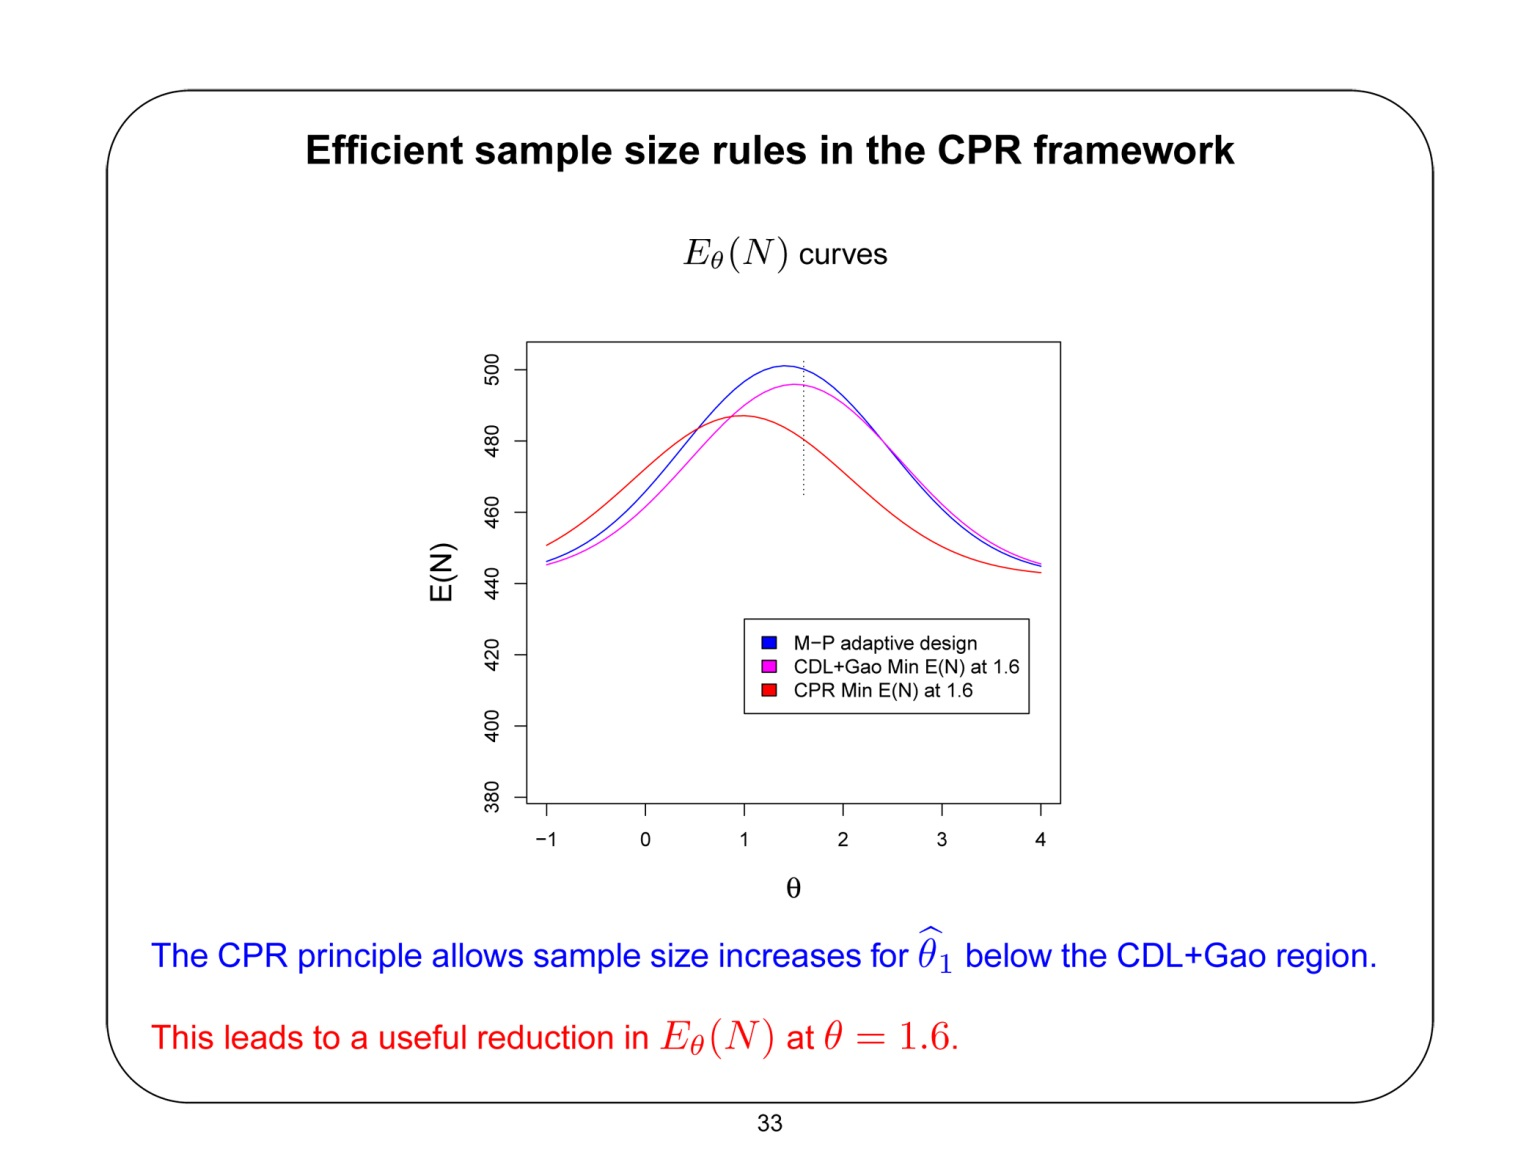 Efficient sample size rules in the CPR framework
E_θ(N) curves
E(N)
500
480
460
440
420
400
380
M−P adaptive design
CDL+Gao Min E(N) at 1.6
CPR Min E(N) at 1.6
−1 0 1 2 3 4
θ
The CPR principle allows sample size increases for θ̂₁ below the CDL+Gao region.
This leads to a useful reduction in E_θ(N) at θ = 1.6.
33